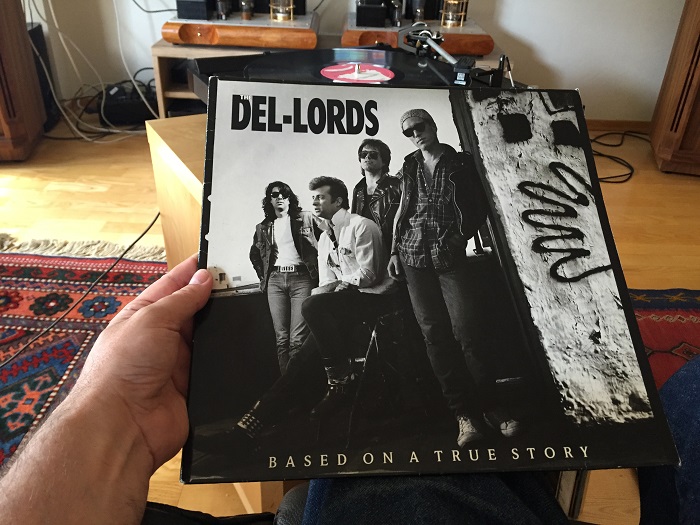 THE
DEL-LORDS
BASED ON A TRUE STORY